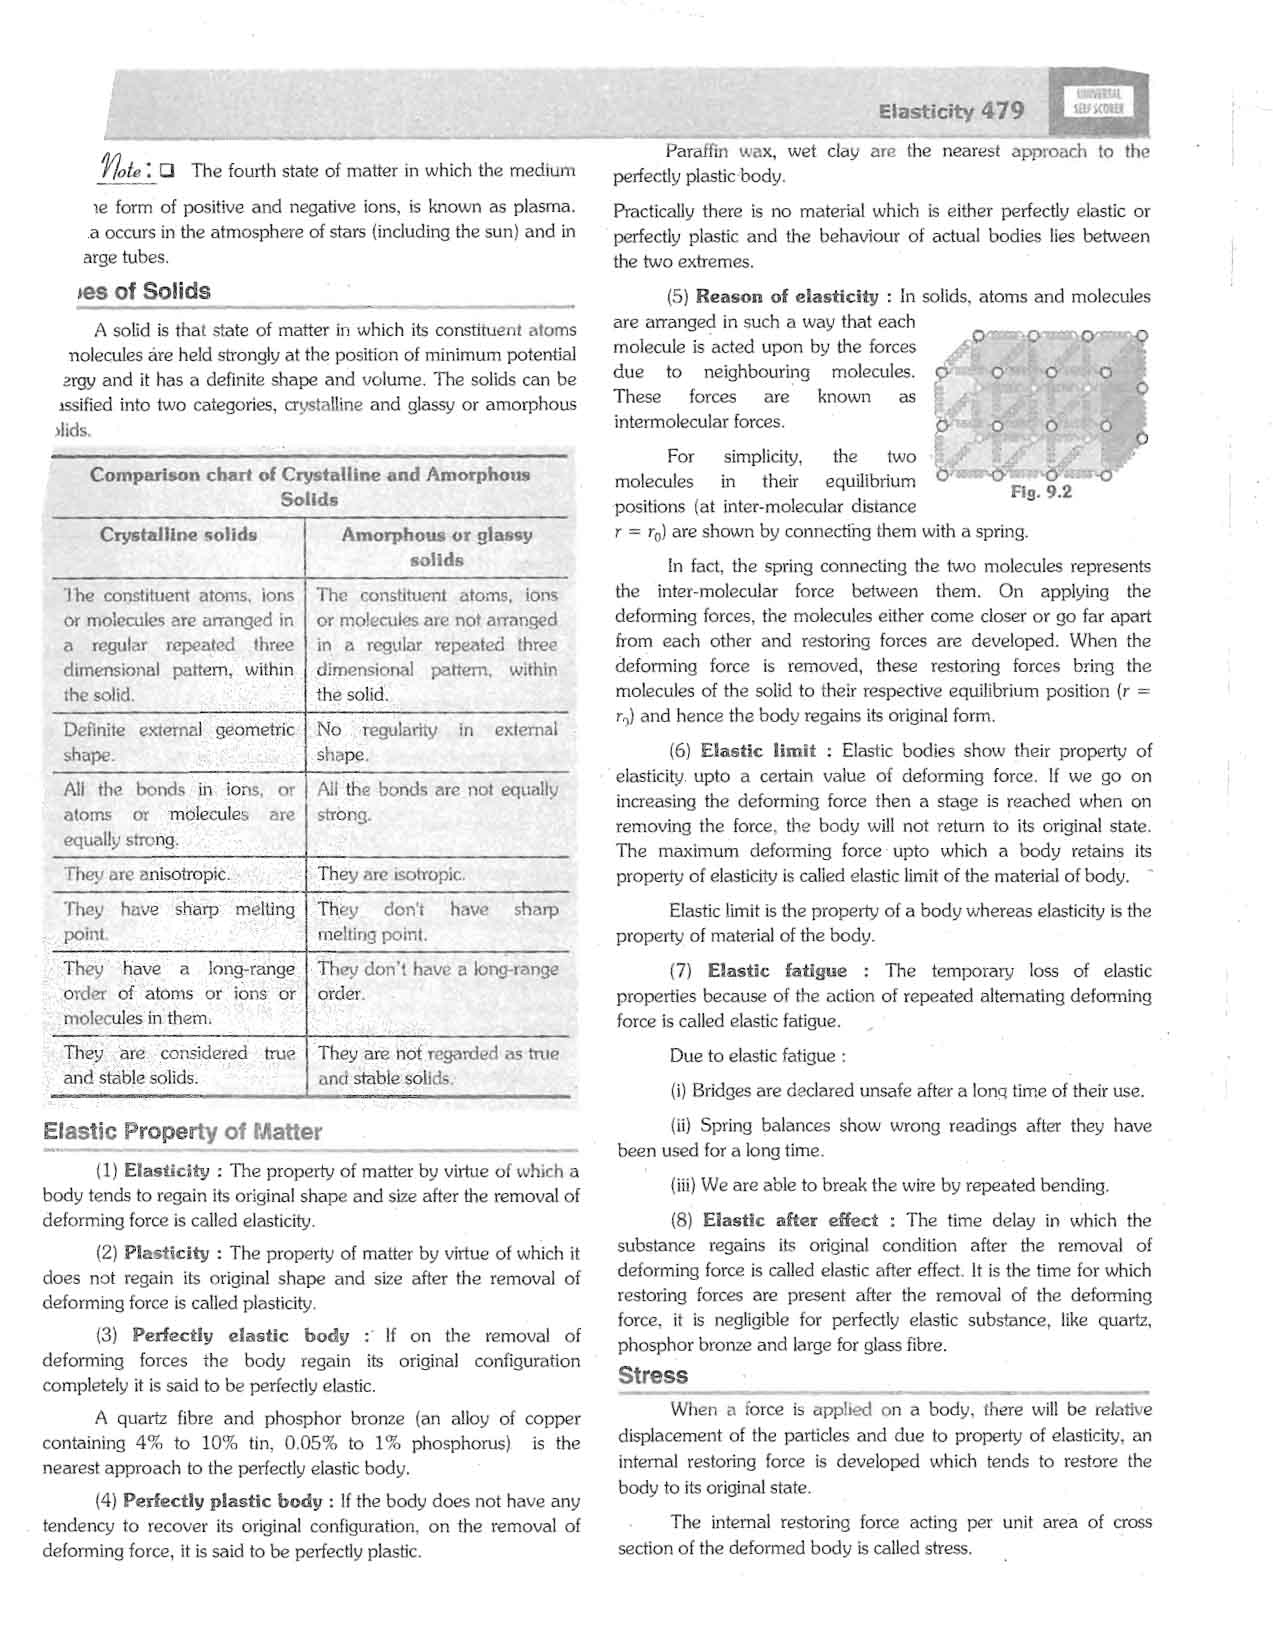 Elasticity 479
UNIVERSAL
SELF SCORER
Note: ❑ The fourth state of matter in which the medium
form of positive and negative ions, is known as plasma.
occurs in the atmosphere of stars (including the sun) and in
tubes.
of Solids
A solid is that state of matter in which its constituent atoms
are held strongly at the position of minimum potential
and it has a definite shape and volume. The solids can be
into two categories, crystalline and glassy or amorphous
Comparison chart of Crystalline and Amorphous
Solids
Crystalline solids
Amorphous or glassy
solids
The constituent atoms, ions
or molecules are arranged in
a regular repeated three
dimensional pattern, within
the solid.
The constituent atoms, ions
or molecules are not arranged
in a regular repeated three
dimensional pattern, within
the solid.
Definite external geometric
shape.
No regularity in external
shape.
All the bonds in ions, or
atoms or molecules are
equally strong.
All the bonds are not equally
strong.
They are anisotropic.
They are isotropic.
They have sharp melting
point.
They don't have sharp
melting point.
They have a long-range
order of atoms or ions or
molecules in them.
They don't have a long-range
order.
They are considered true
and stable solids.
They are not regarded as true
and stable solids.
Elastic Property of Matter
(1) Elasticity : The property of matter by virtue of which a
body tends to regain its original shape and size after the removal of
deforming force is called elasticity.
(2) Plasticity : The property of matter by virtue of which it
does not regain its original shape and size after the removal of
deforming force is called plasticity.
(3) Perfectly elastic body : If on the removal of
deforming forces the body regain its original configuration
completely it is said to be perfectly elastic.
A quartz fibre and phosphor bronze (an alloy of copper
containing 4% to 10% tin, 0.05% to 1% phosphorus) is the
nearest approach to the perfectly elastic body.
(4) Perfectly plastic body : If the body does not have any
tendency to recover its original configuration, on the removal of
deforming force, it is said to be perfectly plastic.
Paraffin wax, wet clay are the nearest approach to the
perfectly plastic body.
Practically there is no material which is either perfectly elastic or
perfectly plastic and the behaviour of actual bodies lies between
the two extremes.
(5) Reason of elasticity : In solids, atoms and molecules
are arranged in such a way that each
molecule is acted upon by the forces
due to neighbouring molecules.
These forces are known as
intermolecular forces.
For simplicity, the two
molecules in their equilibrium
positions (at inter-molecular distance
r = r₀) are shown by connecting them with a spring.
Fig. 9.2
In fact, the spring connecting the two molecules represents
the inter-molecular force between them. On applying the
deforming forces, the molecules either come closer or go far apart
from each other and restoring forces are developed. When the
deforming force is removed, these restoring forces bring the
molecules of the solid to their respective equilibrium position (r =
r₀) and hence the body regains its original form.
(6) Elastic limit : Elastic bodies show their property of
elasticity upto a certain value of deforming force. If we go on
increasing the deforming force then a stage is reached when on
removing the force, the body will not return to its original state.
The maximum deforming force upto which a body retains its
property of elasticity is called elastic limit of the material of body.
Elastic limit is the property of a body whereas elasticity is the
property of material of the body.
(7) Elastic fatigue : The temporary loss of elastic
properties because of the action of repeated alternating deforming
force is called elastic fatigue.
Due to elastic fatigue :
(i) Bridges are declared unsafe after a long time of their use.
(ii) Spring balances show wrong readings after they have
been used for a long time.
(iii) We are able to break the wire by repeated bending.
(8) Elastic after effect : The time delay in which the
substance regains its original condition after the removal of
deforming force is called elastic after effect. It is the time for which
restoring forces are present after the removal of the deforming
force, it is negligible for perfectly elastic substance, like quartz,
phosphor bronze and large for glass fibre.
Stress
When a force is applied on a body, there will be relative
displacement of the particles and due to property of elasticity, an
internal restoring force is developed which tends to restore the
body to its original state.
The internal restoring force acting per unit area of cross
section of the deformed body is called stress.